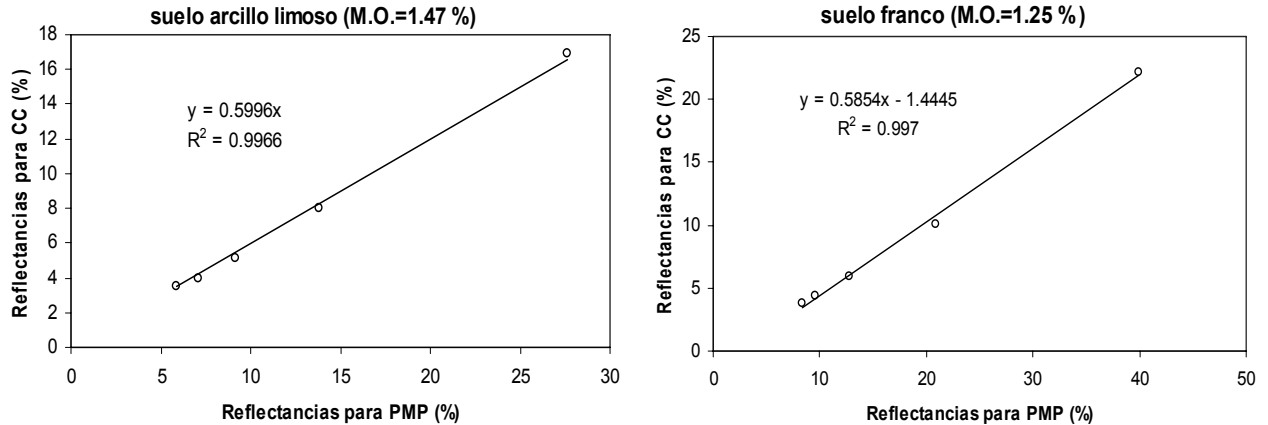 suelo arcillo limoso (M.O.=1.47 %)
Reflectancias para CC (%)
18
16
14
12
10
8
6
4
2
0
y = 0.5996x
R² = 0.9966
0 5 10 15 20 25 30
Reflectancias para PMP (%)
suelo franco (M.O.=1.25 %)
Reflectancias para CC (%)
25
20
15
10
5
0
y = 0.5854x - 1.4445
R² = 0.997
0 10 20 30 40 50
Reflectancias para PMP (%)